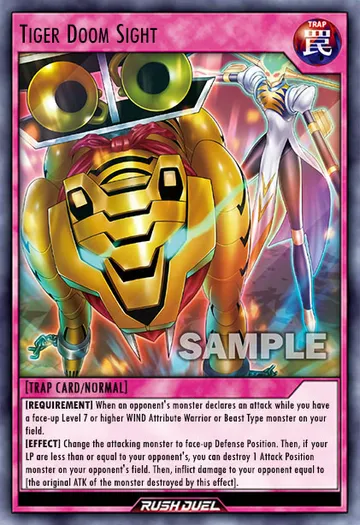 TIGER DOOM SIGHT
TRAP
罠
SAMPLE
[TRAP CARD/NORMAL]
[REQUIREMENT] When an opponent's monster declares an attack while you have
a face-up Level 7 or higher WIND Attribute Warrior or Beast Type monster on
your field.
[EFFECT] Change the attacking monster to face-up Defense Position. Then, if your
LP are less than or equal to your opponent's, you can destroy 1 Attack Position
monster on your opponent's field. Then, inflict damage to your opponent equal to
[the original ATK of the monster destroyed by this effect].
RUSH DUEL